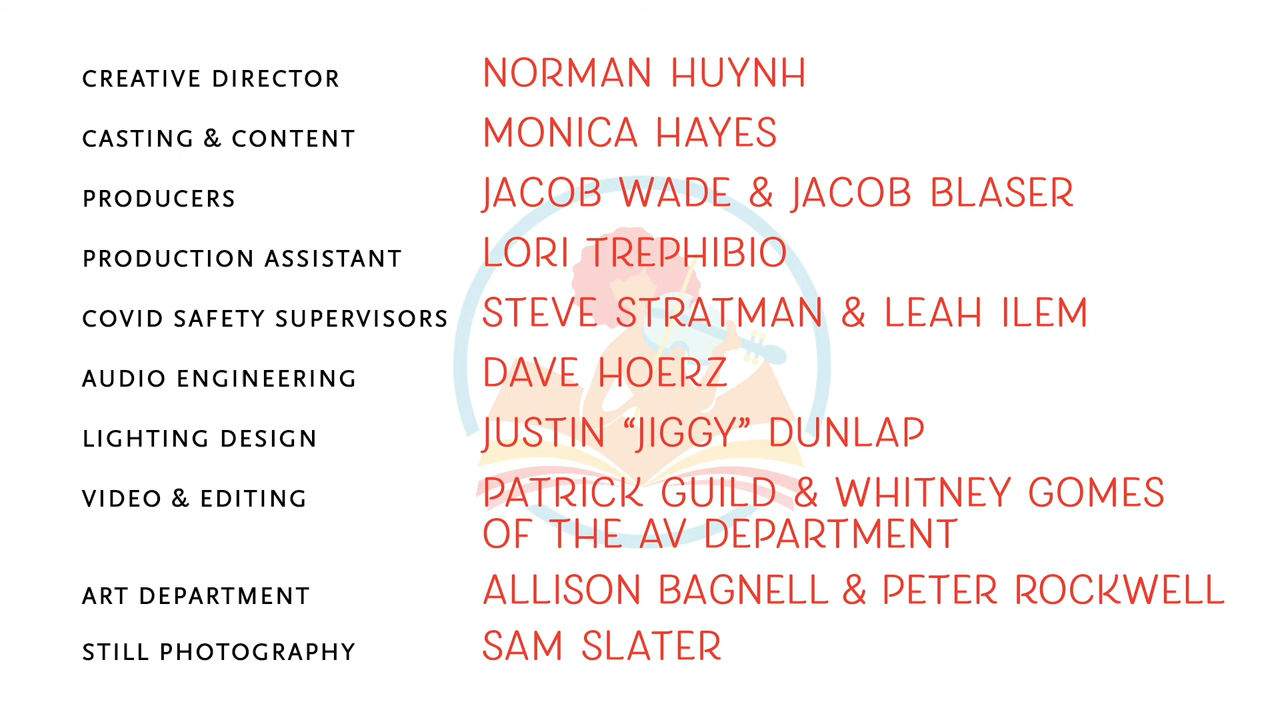 CREATIVE DIRECTOR NORMAN HUYNH
CASTING & CONTENT MONICA HAYES
PRODUCERS JACOB WADE & JACOB BLASER
PRODUCTION ASSISTANT LORI TREPHIBIO
COVID SAFETY SUPERVISORS STEVE STRATMAN & LEAH ILEM
AUDIO ENGINEERING DAVE HOERZ
LIGHTING DESIGN JUSTIN “JIGGY” DUNLAP
VIDEO & EDITING PATRICK GUILD & WHITNEY GOMES
OF THE AV DEPARTMENT
ART DEPARTMENT ALLISON BAGNELL & PETER ROCKWELL
STILL PHOTOGRAPHY SAM SLATER